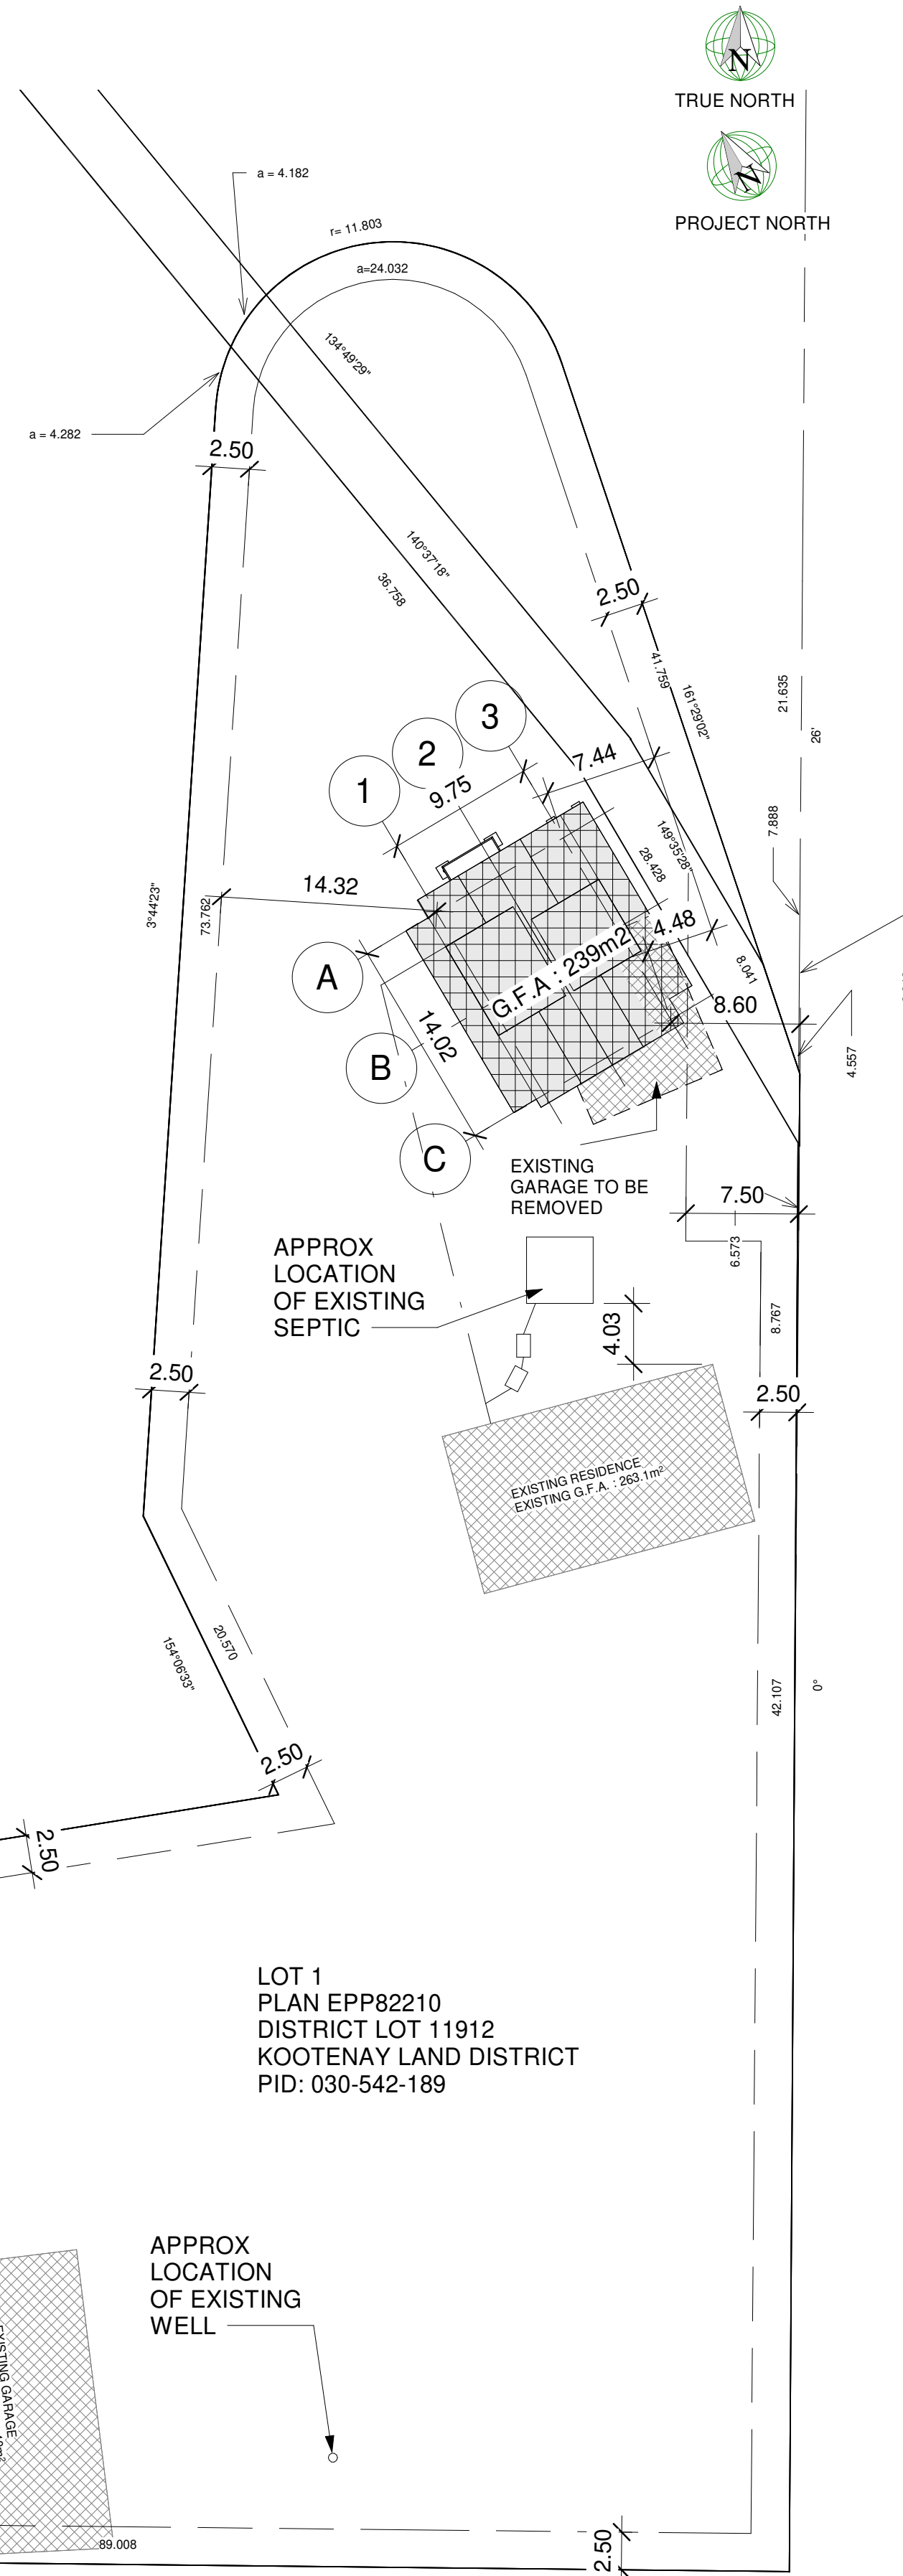 N
TRUE NORTH
N
PROJECT NORTH
a = 4.182
r= 11.803
a=24.032
134°49'29"
a = 4.282
2.50
140°37'18"
36.758
2.50
41.759
161°29'02"
21.635
26'
3
2
1
7.44
9.75
7.888
149°35'28"
28.428
14.32
3°44'23"
73.762
4.48
G.F.A : 239m2
A
8.041
8.60
14.02
B
4.557
C
EXISTING
GARAGE TO BE
REMOVED
7.50
6.573
APPROX
LOCATION
OF EXISTING
SEPTIC
8.767
4.03
2.50
2.50
EXISTING RESIDENCE
EXISTING G.F.A. : 263.1m²
154°06'33"
20.570
42.107
0°
2.50
2.50
LOT 1
PLAN EPP82210
DISTRICT LOT 11912
KOOTENAY LAND DISTRICT
PID: 030-542-189
APPROX
LOCATION
OF EXISTING
WELL
EXISTING GARAGE
89.008
2.50